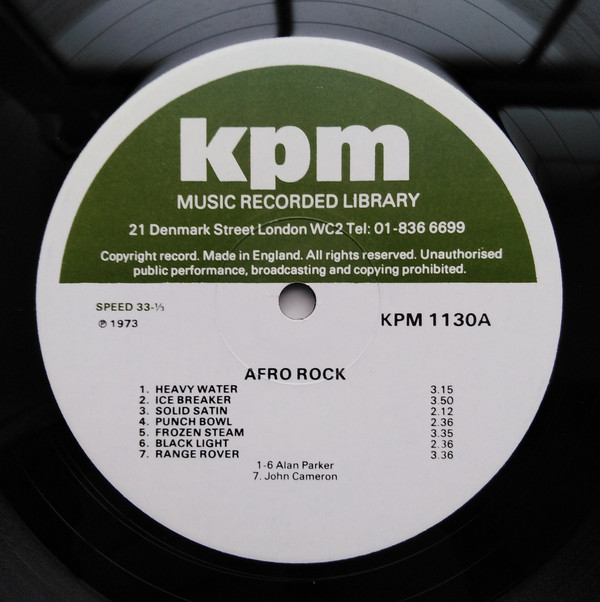 kpm
MUSIC RECORDED LIBRARY
21 Denmark Street London WC2 Tel: 01-836 6699
Copyright record. Made in England. All rights reserved. Unauthorised
public performance, broadcasting and copying prohibited.
SPEED 33-⅓
℗ 1973
KPM 1130A
AFRO ROCK
1. HEAVY WATER 3.15
2. ICE BREAKER 3.50
3. SOLID SATIN 2.12
4. PUNCH BOWL 2.36
5. FROZEN STEAM 3.35
6. BLACK LIGHT 2.36
7. RANGE ROVER 3.36
1-6 Alan Parker
7. John Cameron